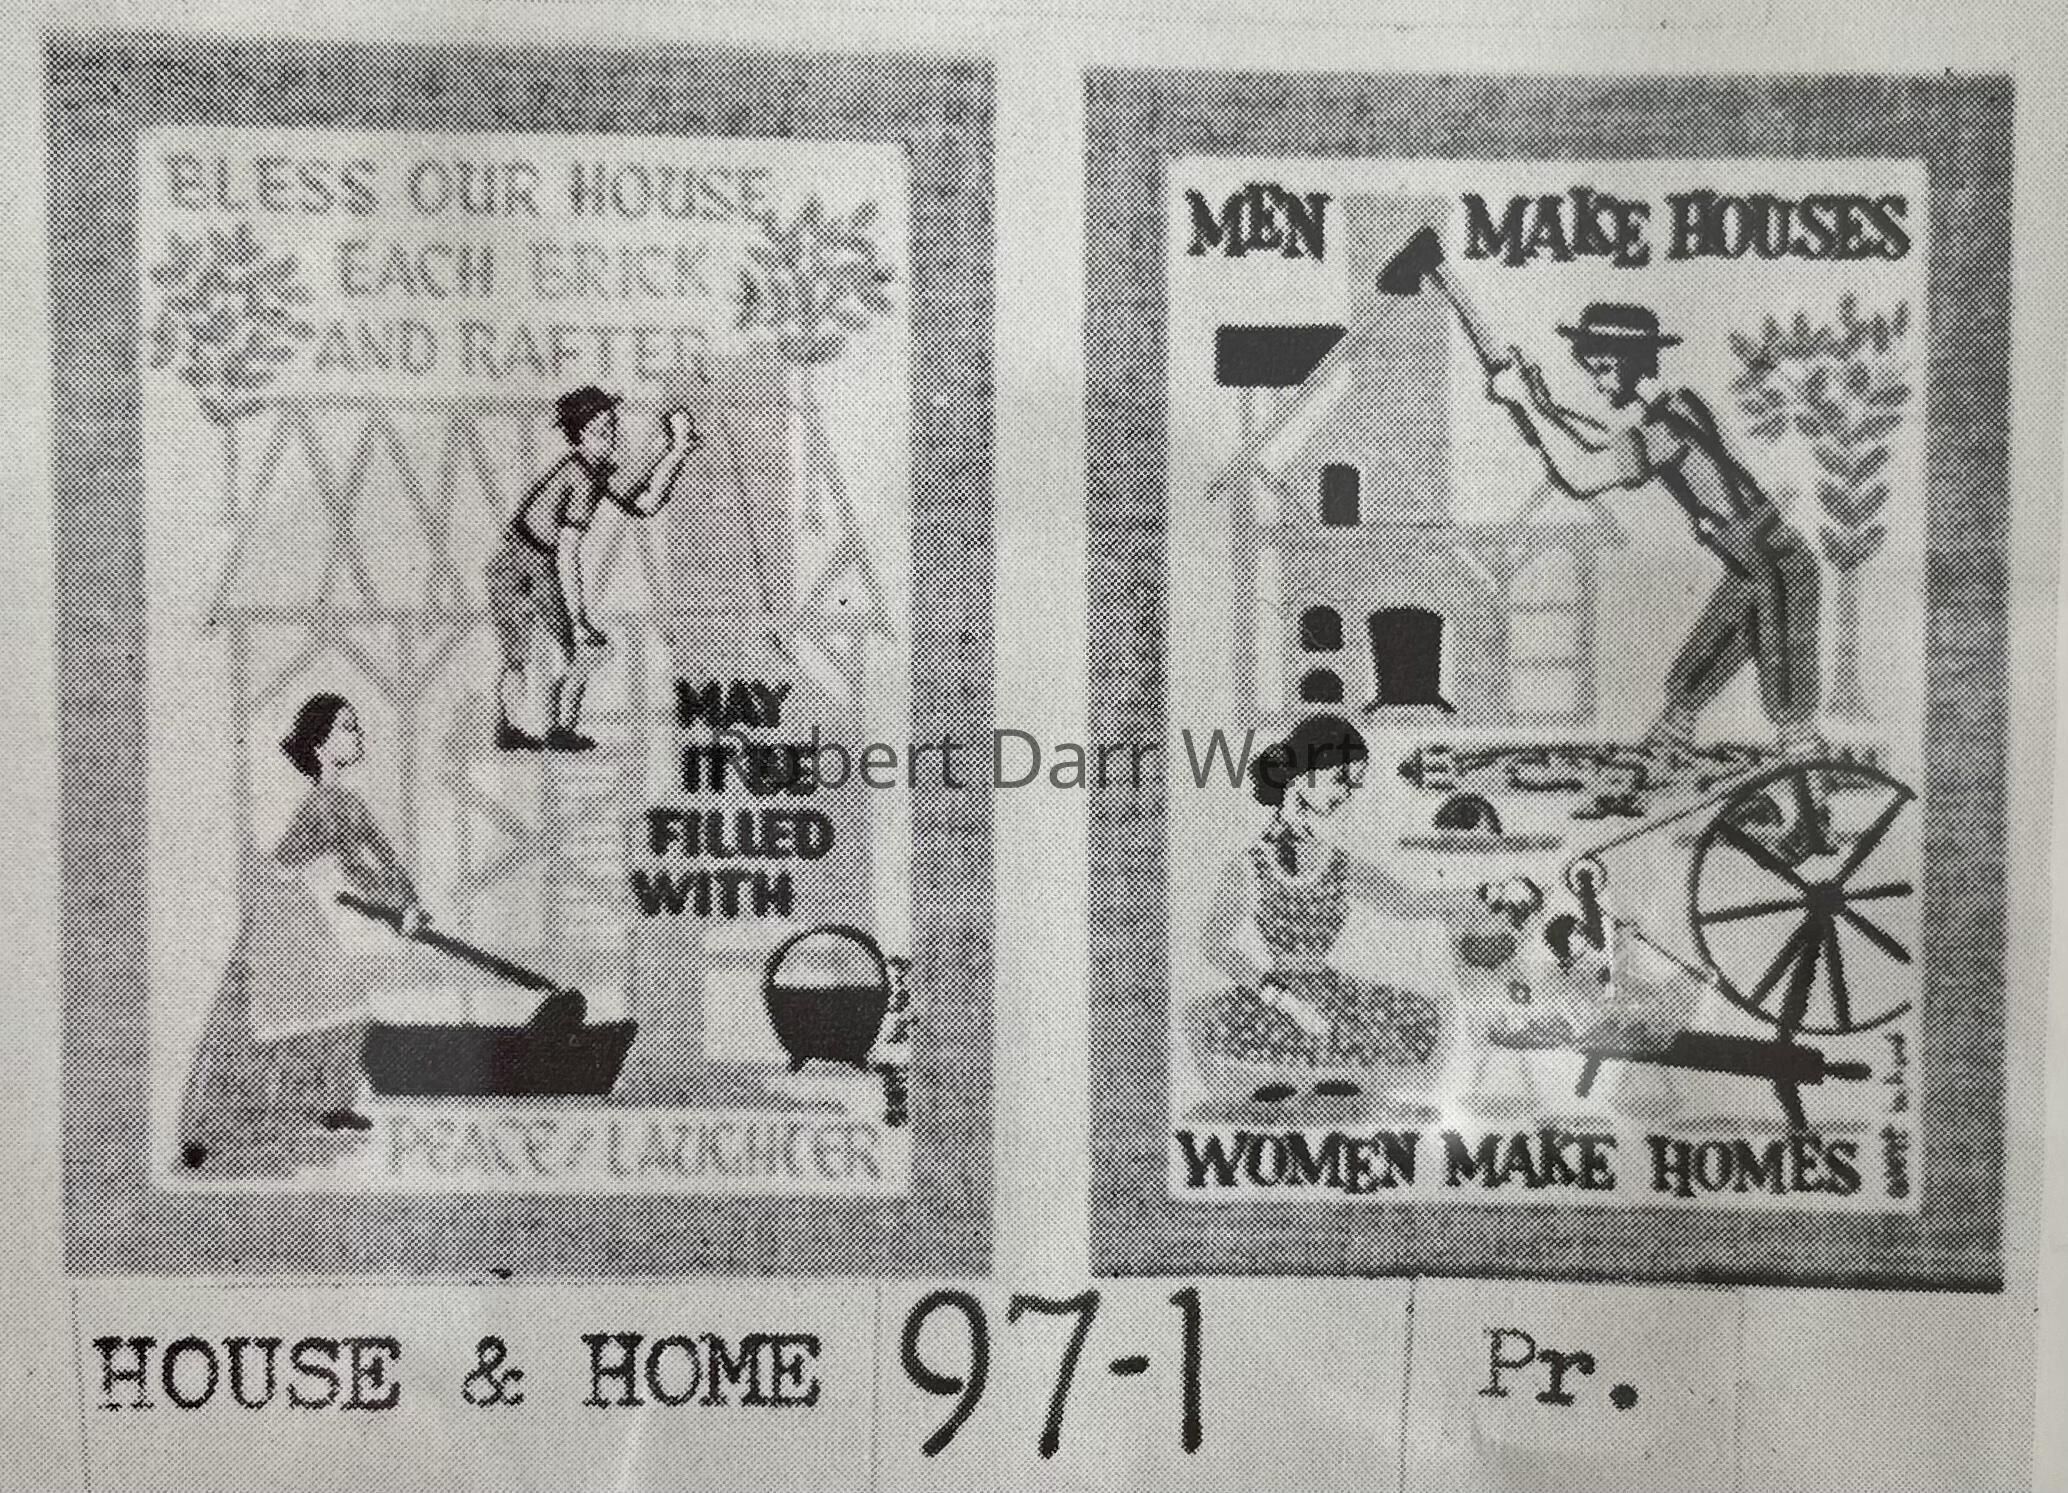 BLESS OUR HOUSE
EACH BRICK
AND RAFTER
MAY
IT BE
FILLED
WITH
PEACE & LAUGHTER
MEN MAKE HOUSES
WOMEN MAKE HOMES
Robert Darr Wert
HOUSE & HOME 97-1 Pr.